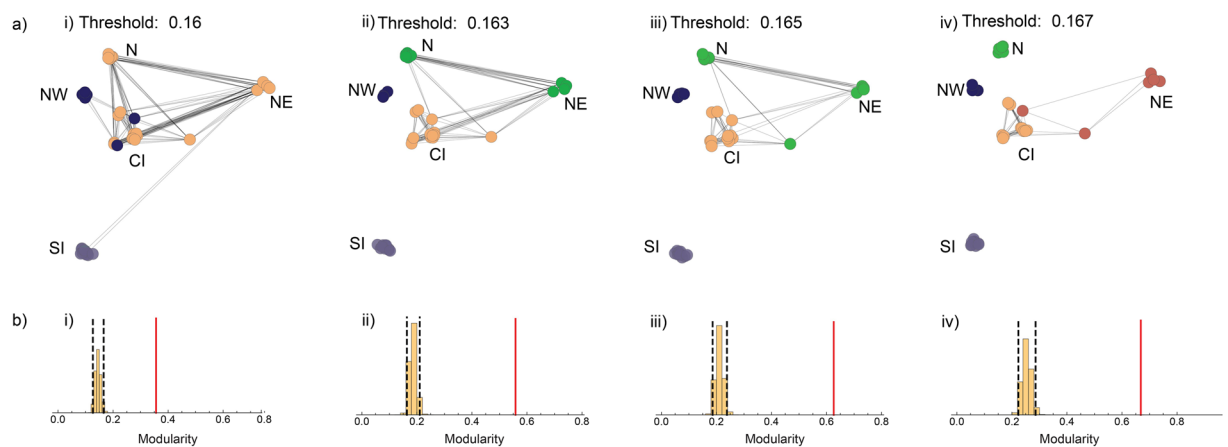 a) i) Threshold: 0.16 ii) Threshold: 0.163 iii) Threshold: 0.165 iv) Threshold: 0.167
N N N N
NW NE NW NE NW NE NW NE
CI CI CI CI
SI SI SI SI
b) i) ii) iii) iv)
0.0 0.2 0.4 0.6 0.8 0.0 0.2 0.4 0.6 0.8 0.0 0.2 0.4 0.6 0.8 0.0 0.2 0.4 0.6 0.8
Modularity Modularity Modularity Modularity